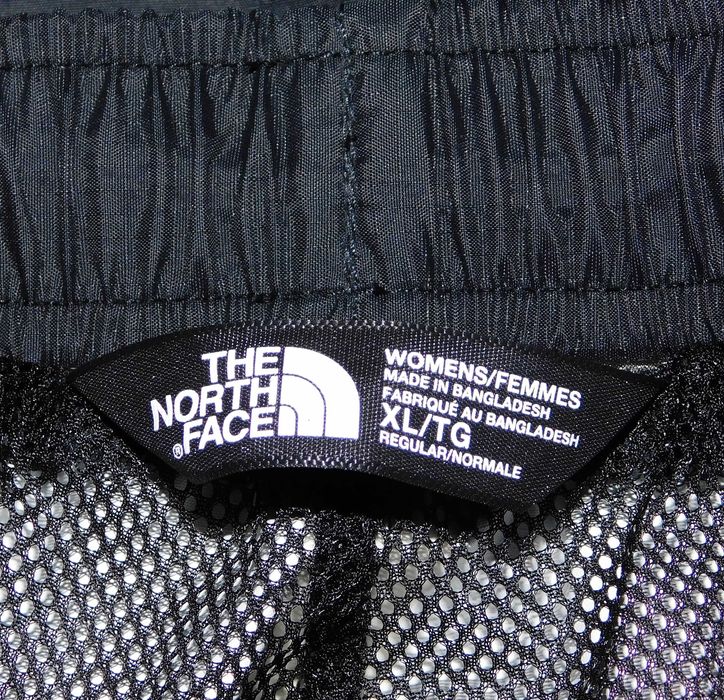 THE
NORTH
FACE
®
WOMENS/FEMMES
MADE IN BANGLADESH
FABRIQUÉ AU BANGLADESH
XL/TG
REGULAR/NORMALE